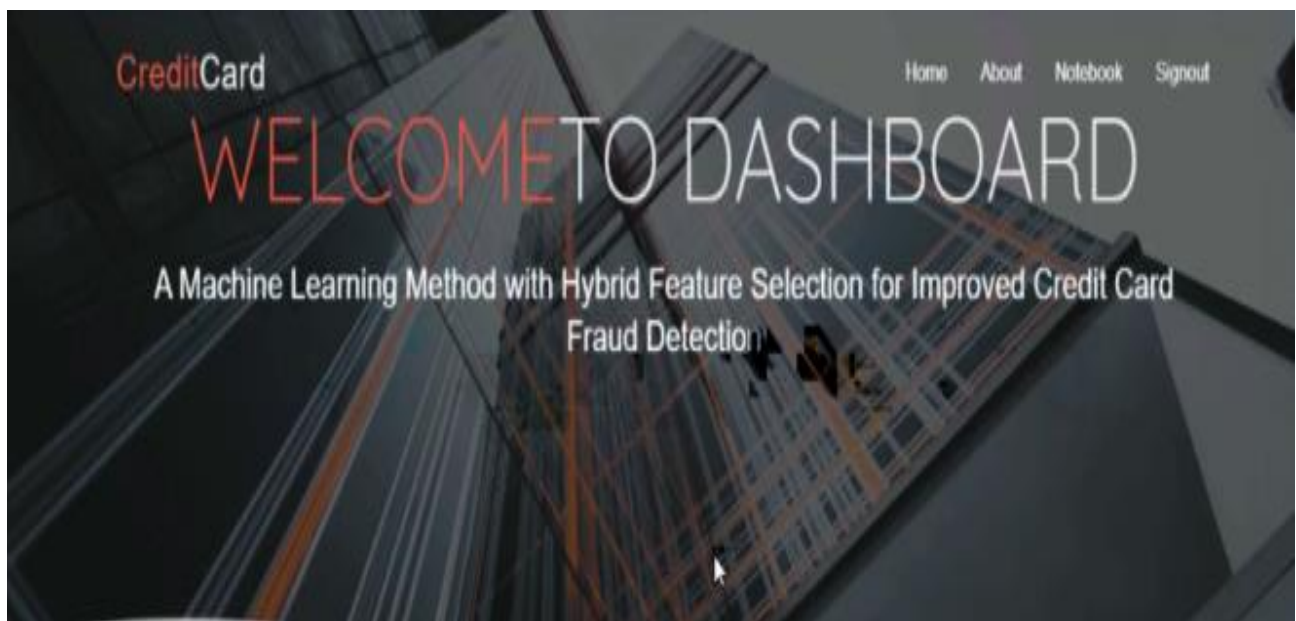 CreditCard
Home About Notebook Signout
WELCOMETO DASHBOARD
A Machine Learning Method with Hybrid Feature Selection for Improved Credit Card
Fraud Detection